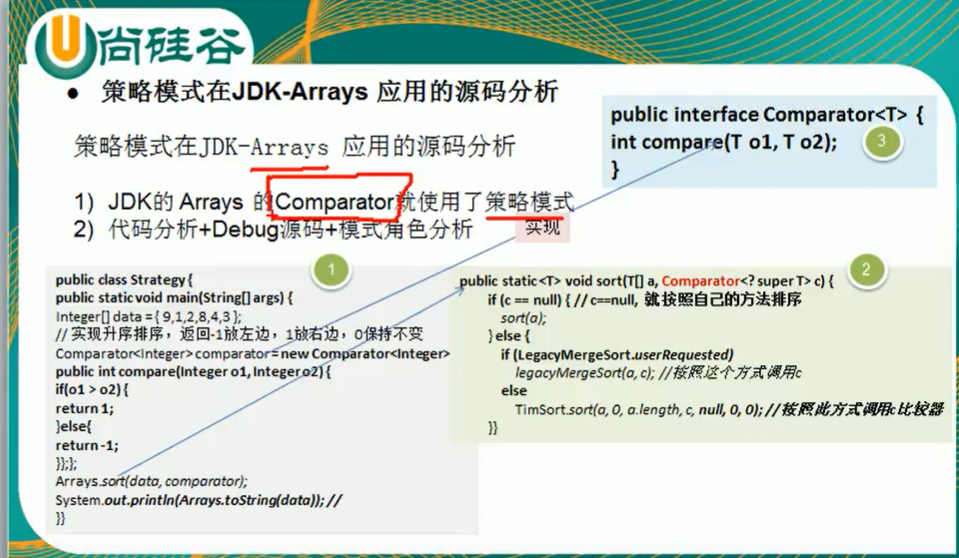 尚硅谷
策略模式在JDK-Arrays 应用的源码分析
策略模式在JDK-Arrays 应用的源码分析
1) JDK的 Arrays 的Comparator就使用了策略模式
2) 代码分析+Debug源码+模式角色分析
实现
public interface Comparator<T> {
int compare(T o1, T o2);
}
3
1
public class Strategy {
public static void main(String[] args) {
Integer[] data = { 9,1,2,8,4,3 };
// 实现升序排序，返回-1放左边，1放右边，0保持不变
Comparator<Integer> comparator = new Comparator<Integer>
public int compare(Integer o1, Integer o2) {
if(o1 > o2) {
return 1;
}else{
return -1;
}};};
Arrays.sort(data, comparator);
System.out.println(Arrays.toString(data)); //
}}
2
public static<T> void sort(T[] a, Comparator<? super T> c) {
if (c == null) { // c==null, 就按照自己的方法排序
sort(a);
} else {
if (LegacyMergeSort.userRequested)
legacyMergeSort(a, c); //按照这个方式调用c
else
TimSort.sort(a, 0, a.length, c, null, 0, 0); //按照此方式调用c比较器
}}